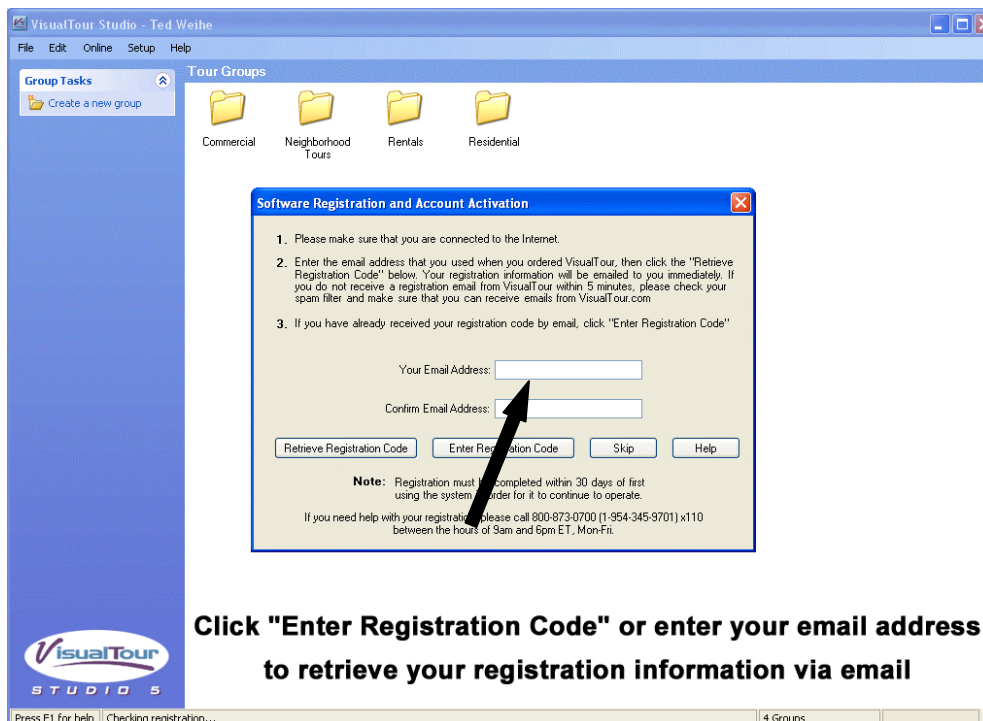 VisualTour Studio - Ted Weihe
File Edit Online Setup Help
Group Tasks
Create a new group
Tour Groups
Commercial
Neighborhood
Tours
Rentals
Residential
Software Registration and Account Activation
1. Please make sure that you are connected to the Internet.
2. Enter the email address that you used when you ordered VisualTour, then click the "Retrieve
Registration Code" below. Your registration information will be emailed to you immediately. If
you do not receive a registration email from VisualTour within 5 minutes, please check your
spam filter and make sure that you can receive emails from VisualTour.com
3. If you have already received your registration code by email, click "Enter Registration Code"
Your Email Address:
Confirm Email Address:
Retrieve Registration Code
Enter Registration Code
Skip
Help
Note: Registration must be completed within 30 days of first
using the system in order for it to continue to operate.
If you need help with your registration please call 800-873-0700 (1-954-345-9701) x110
between the hours of 9am and 6pm ET, Mon-Fri.
Click "Enter Registration Code" or enter your email address
to retrieve your registration information via email
VisualTour
STUDIO 5
Press F1 for help
Checking registration...
4 Groups